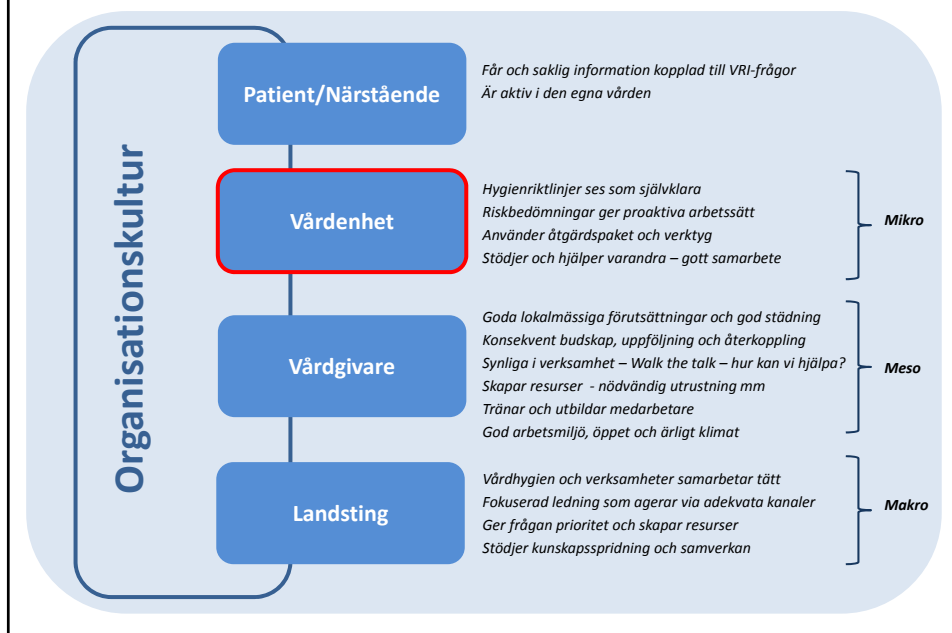 Organisationskultur
Patient/Närstående
Får och saklig information kopplad till VRI-frågor
Är aktiv i den egna vården
Vårdenhet
Hygienriktlinjer ses som självklara
Riskbedömningar ger proaktiva arbetssätt
Använder åtgärdspaket och verktyg
Stödjer och hjälper varandra – gott samarbete
Mikro
Vårdgivare
Goda lokalmässiga förutsättningar och god städning
Konsekvent budskap, uppföljning och återkoppling
Synliga i verksamhet – Walk the talk – hur kan vi hjälpa?
Skapar resurser - nödvändig utrustning mm
Tränar och utbildar medarbetare
God arbetsmiljö, öppet och ärligt klimat
Meso
Landsting
Vårdhygien och verksamheter samarbetar tätt
Fokuserad ledning som agerar via adekvata kanaler
Ger frågan prioritet och skapar resurser
Stödjer kunskapsspridning och samverkan
Makro